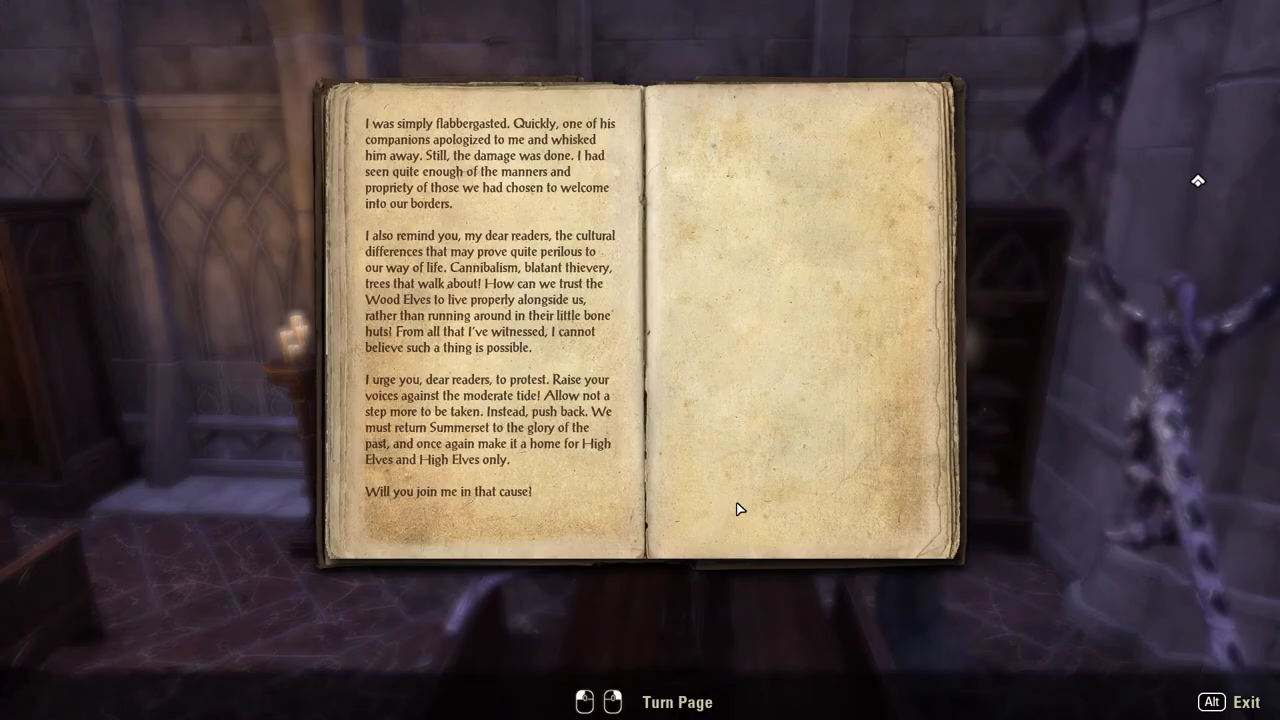 I was simply flabbergasted. Quickly, one of his
companions apologized to me and whisked
him away. Still, the damage was done. I had
seen quite enough of the manners and
propriety of those we had chosen to welcome
into our borders.
I also remind you, my dear readers, the cultural
differences that may prove quite perilous to
our way of life. Cannibalism, blatant thievery,
trees that walk about! How can we trust the
Wood Elves to live properly alongside us,
rather than running around in their little bone
huts! From all that I've witnessed, I cannot
believe such a thing is possible.
I urge you, dear readers, to protest. Raise your
voices against the moderate tide! Allow not a
step more to be taken. Instead, push back. We
must return Summerset to the glory of the
past, and once again make it a home for High
Elves and High Elves only.
Will you join me in that cause?
Turn Page
Alt Exit